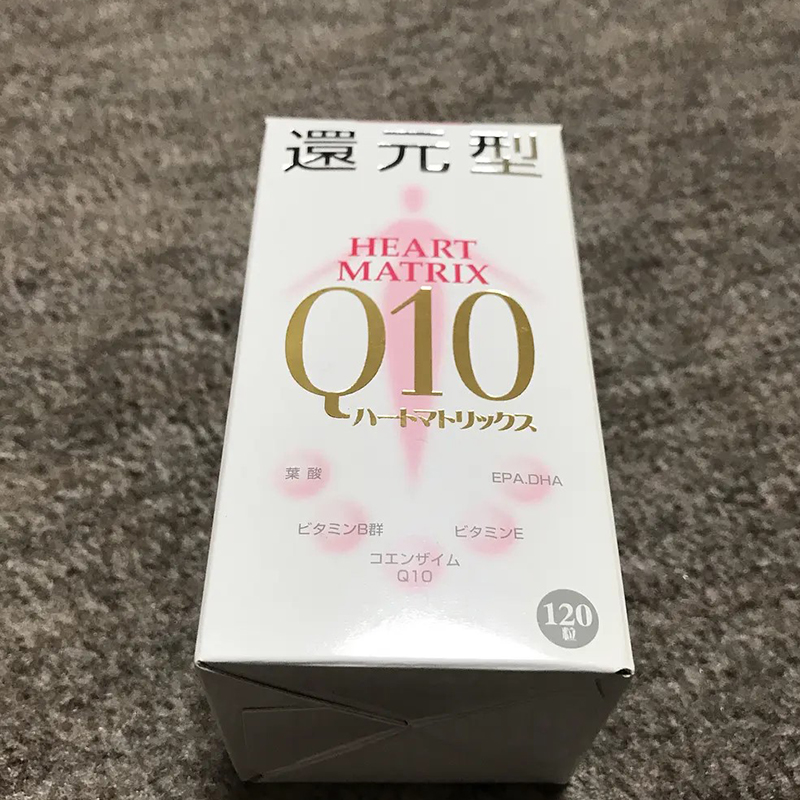 還元型
HEART
MATRIX
Q10
ハートマトリックス
葉酸
EPA.DHA
ビタミンB群
ビタミンE
コエンザイム
Q10
120
粒